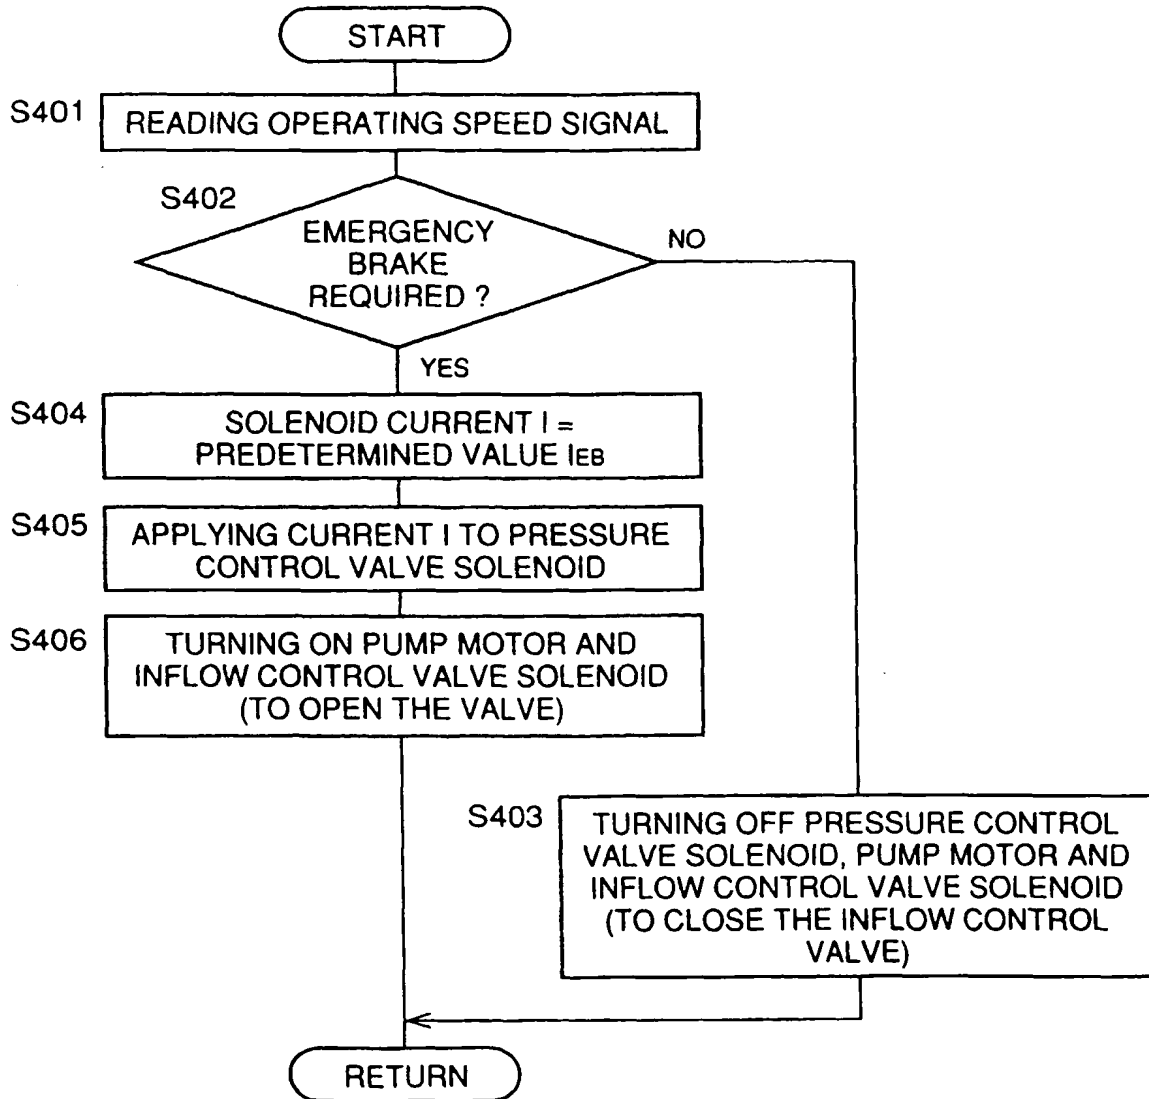 START
S401
READING OPERATING SPEED SIGNAL
S402
EMERGENCY
BRAKE
REQUIRED ?
NO
YES
S404
SOLENOID CURRENT I =
PREDETERMINED VALUE IEB
S405
APPLYING CURRENT I TO PRESSURE
CONTROL VALVE SOLENOID
S406
TURNING ON PUMP MOTOR AND
INFLOW CONTROL VALVE SOLENOID
(TO OPEN THE VALVE)
S403
TURNING OFF PRESSURE CONTROL
VALVE SOLENOID, PUMP MOTOR AND
INFLOW CONTROL VALVE SOLENOID
(TO CLOSE THE INFLOW CONTROL
VALVE)
RETURN